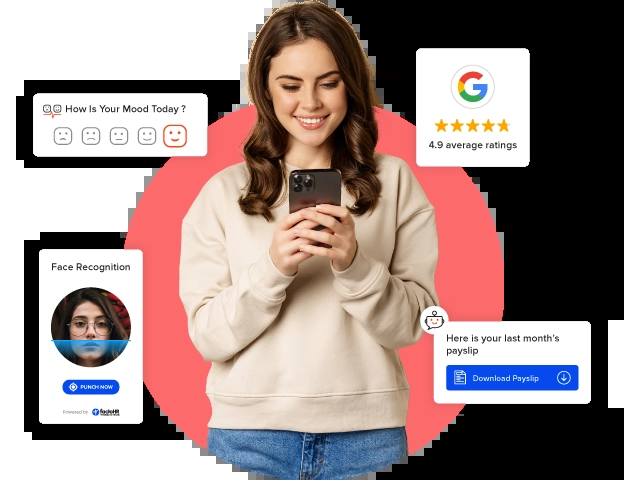 How Is Your Mood Today ?
4.9 average ratings
Face Recognition
PUNCH NOW
Powered by factoHR
Here is your last month's
payslip
Download Payslip